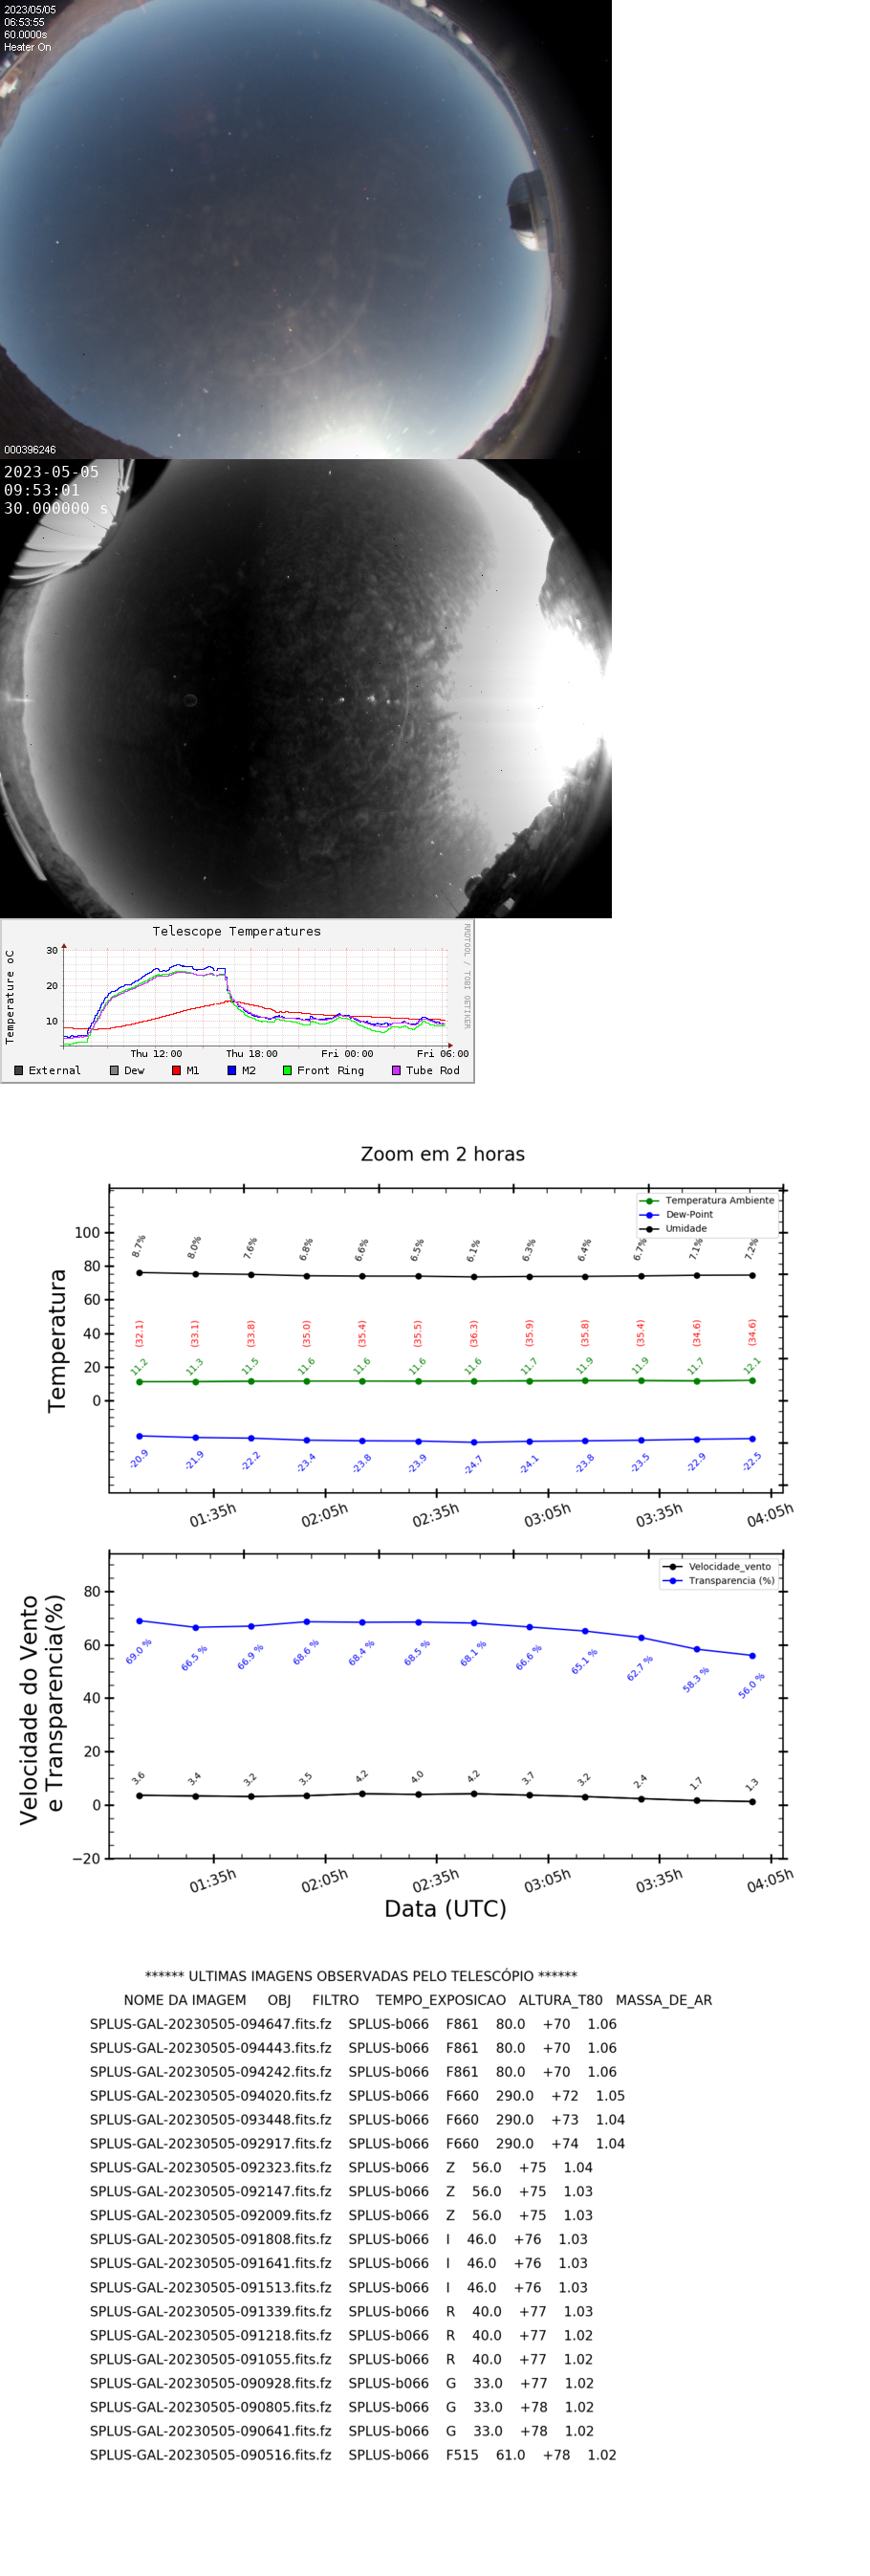 2023/05/05
06:53:55
60.0000s
Heater On
000396246
2023-05-05
09:53:01
30.000000 s
Telescope Temperatures
RRDTOOL / TOBI OETIKER
Temperature oC
30
20
10
Thu 12:00 Thu 18:00 Fri 00:00 Fri 06:00
External Dew M1 M2 Front Ring Tube Rod
Zoom em 2 horas
Temperatura Ambiente
Dew-Point
Umidade
Temperatura
100
80
60
40
20
0
8.7% 8.0% 7.6% 6.8% 6.6% 6.5% 6.1% 6.3% 6.4% 6.7% 7.1% 7.2%
(32.1) (33.1) (33.8) (35.0) (35.4) (35.5) (36.3) (35.9) (35.8) (35.4) (34.6) (34.6)
11.2 11.3 11.5 11.6 11.6 11.6 11.6 11.7 11.9 11.9 11.7 12.1
-20.9 -21.9 -22.2 -23.4 -23.8 -23.9 -24.7 -24.1 -23.8 -23.5 -22.9 -22.5
01:35h 02:05h 02:35h 03:05h 03:35h 04:05h
Velocidade_vento
Transparencia (%)
Velocidade do Vento
e Transparencia(%)
80
60
40
20
0
−20
69.0 % 66.5 % 66.9 % 68.6 % 68.4 % 68.5 % 68.1 % 66.6 % 65.1 % 62.7 % 58.3 % 56.0 %
3.6 3.4 3.2 3.5 4.2 4.0 4.2 3.7 3.2 2.4 1.7 1.3
01:35h 02:05h 02:35h 03:05h 03:35h 04:05h
Data (UTC)
****** ULTIMAS IMAGENS OBSERVADAS PELO TELESCÓPIO ******
NOME DA IMAGEM OBJ FILTRO TEMPO_EXPOSICAO ALTURA_T80 MASSA_DE_AR
SPLUS-GAL-20230505-094647.fits.fz SPLUS-b066 F861 80.0 +70 1.06
SPLUS-GAL-20230505-094443.fits.fz SPLUS-b066 F861 80.0 +70 1.06
SPLUS-GAL-20230505-094242.fits.fz SPLUS-b066 F861 80.0 +70 1.06
SPLUS-GAL-20230505-094020.fits.fz SPLUS-b066 F660 290.0 +72 1.05
SPLUS-GAL-20230505-093448.fits.fz SPLUS-b066 F660 290.0 +73 1.04
SPLUS-GAL-20230505-092917.fits.fz SPLUS-b066 F660 290.0 +74 1.04
SPLUS-GAL-20230505-092323.fits.fz SPLUS-b066 Z 56.0 +75 1.04
SPLUS-GAL-20230505-092147.fits.fz SPLUS-b066 Z 56.0 +75 1.03
SPLUS-GAL-20230505-092009.fits.fz SPLUS-b066 Z 56.0 +75 1.03
SPLUS-GAL-20230505-091808.fits.fz SPLUS-b066 I 46.0 +76 1.03
SPLUS-GAL-20230505-091641.fits.fz SPLUS-b066 I 46.0 +76 1.03
SPLUS-GAL-20230505-091513.fits.fz SPLUS-b066 I 46.0 +76 1.03
SPLUS-GAL-20230505-091339.fits.fz SPLUS-b066 R 40.0 +77 1.03
SPLUS-GAL-20230505-091218.fits.fz SPLUS-b066 R 40.0 +77 1.02
SPLUS-GAL-20230505-091055.fits.fz SPLUS-b066 R 40.0 +77 1.02
SPLUS-GAL-20230505-090928.fits.fz SPLUS-b066 G 33.0 +77 1.02
SPLUS-GAL-20230505-090805.fits.fz SPLUS-b066 G 33.0 +78 1.02
SPLUS-GAL-20230505-090641.fits.fz SPLUS-b066 G 33.0 +78 1.02
SPLUS-GAL-20230505-090516.fits.fz SPLUS-b066 F515 61.0 +78 1.02